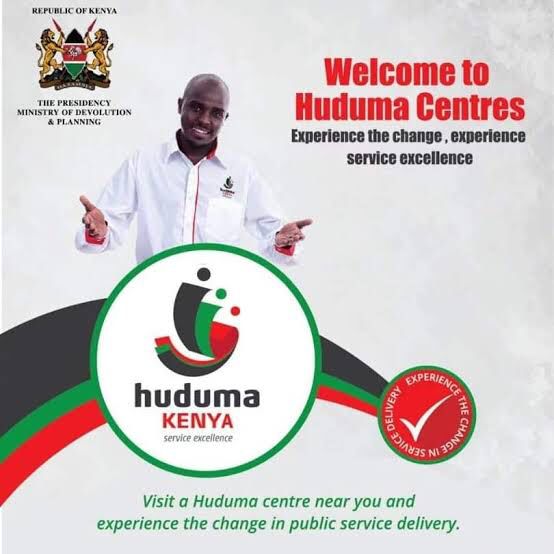 REPUBLIC OF KENYA
THE PRESIDENCY
MINISTRY OF DEVOLUTION
& PLANNING
Welcome to
Huduma Centres
Experience the change , experience
service excellence
huduma
KENYA
service excellence
EXPERIENCE THE CHANGE IN SERVICE DELIVERY
Visit a Huduma centre near you and
experience the change in public service delivery.